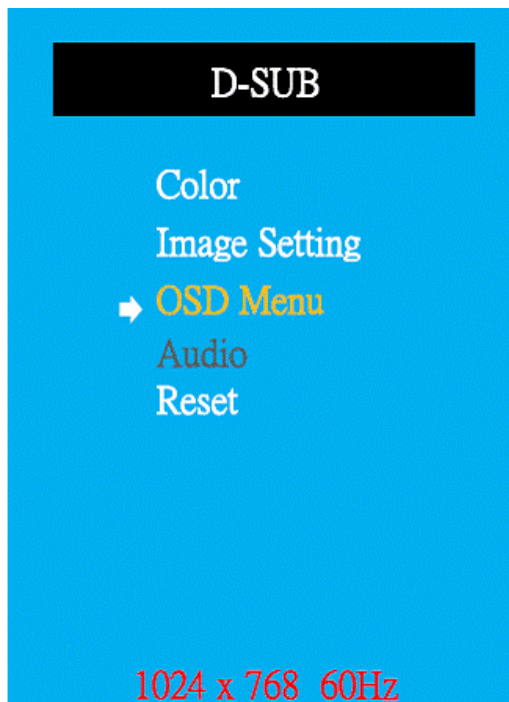 D-SUB
Color
Image Setting
OSD Menu
Audio
Reset
1024 x 768 60Hz